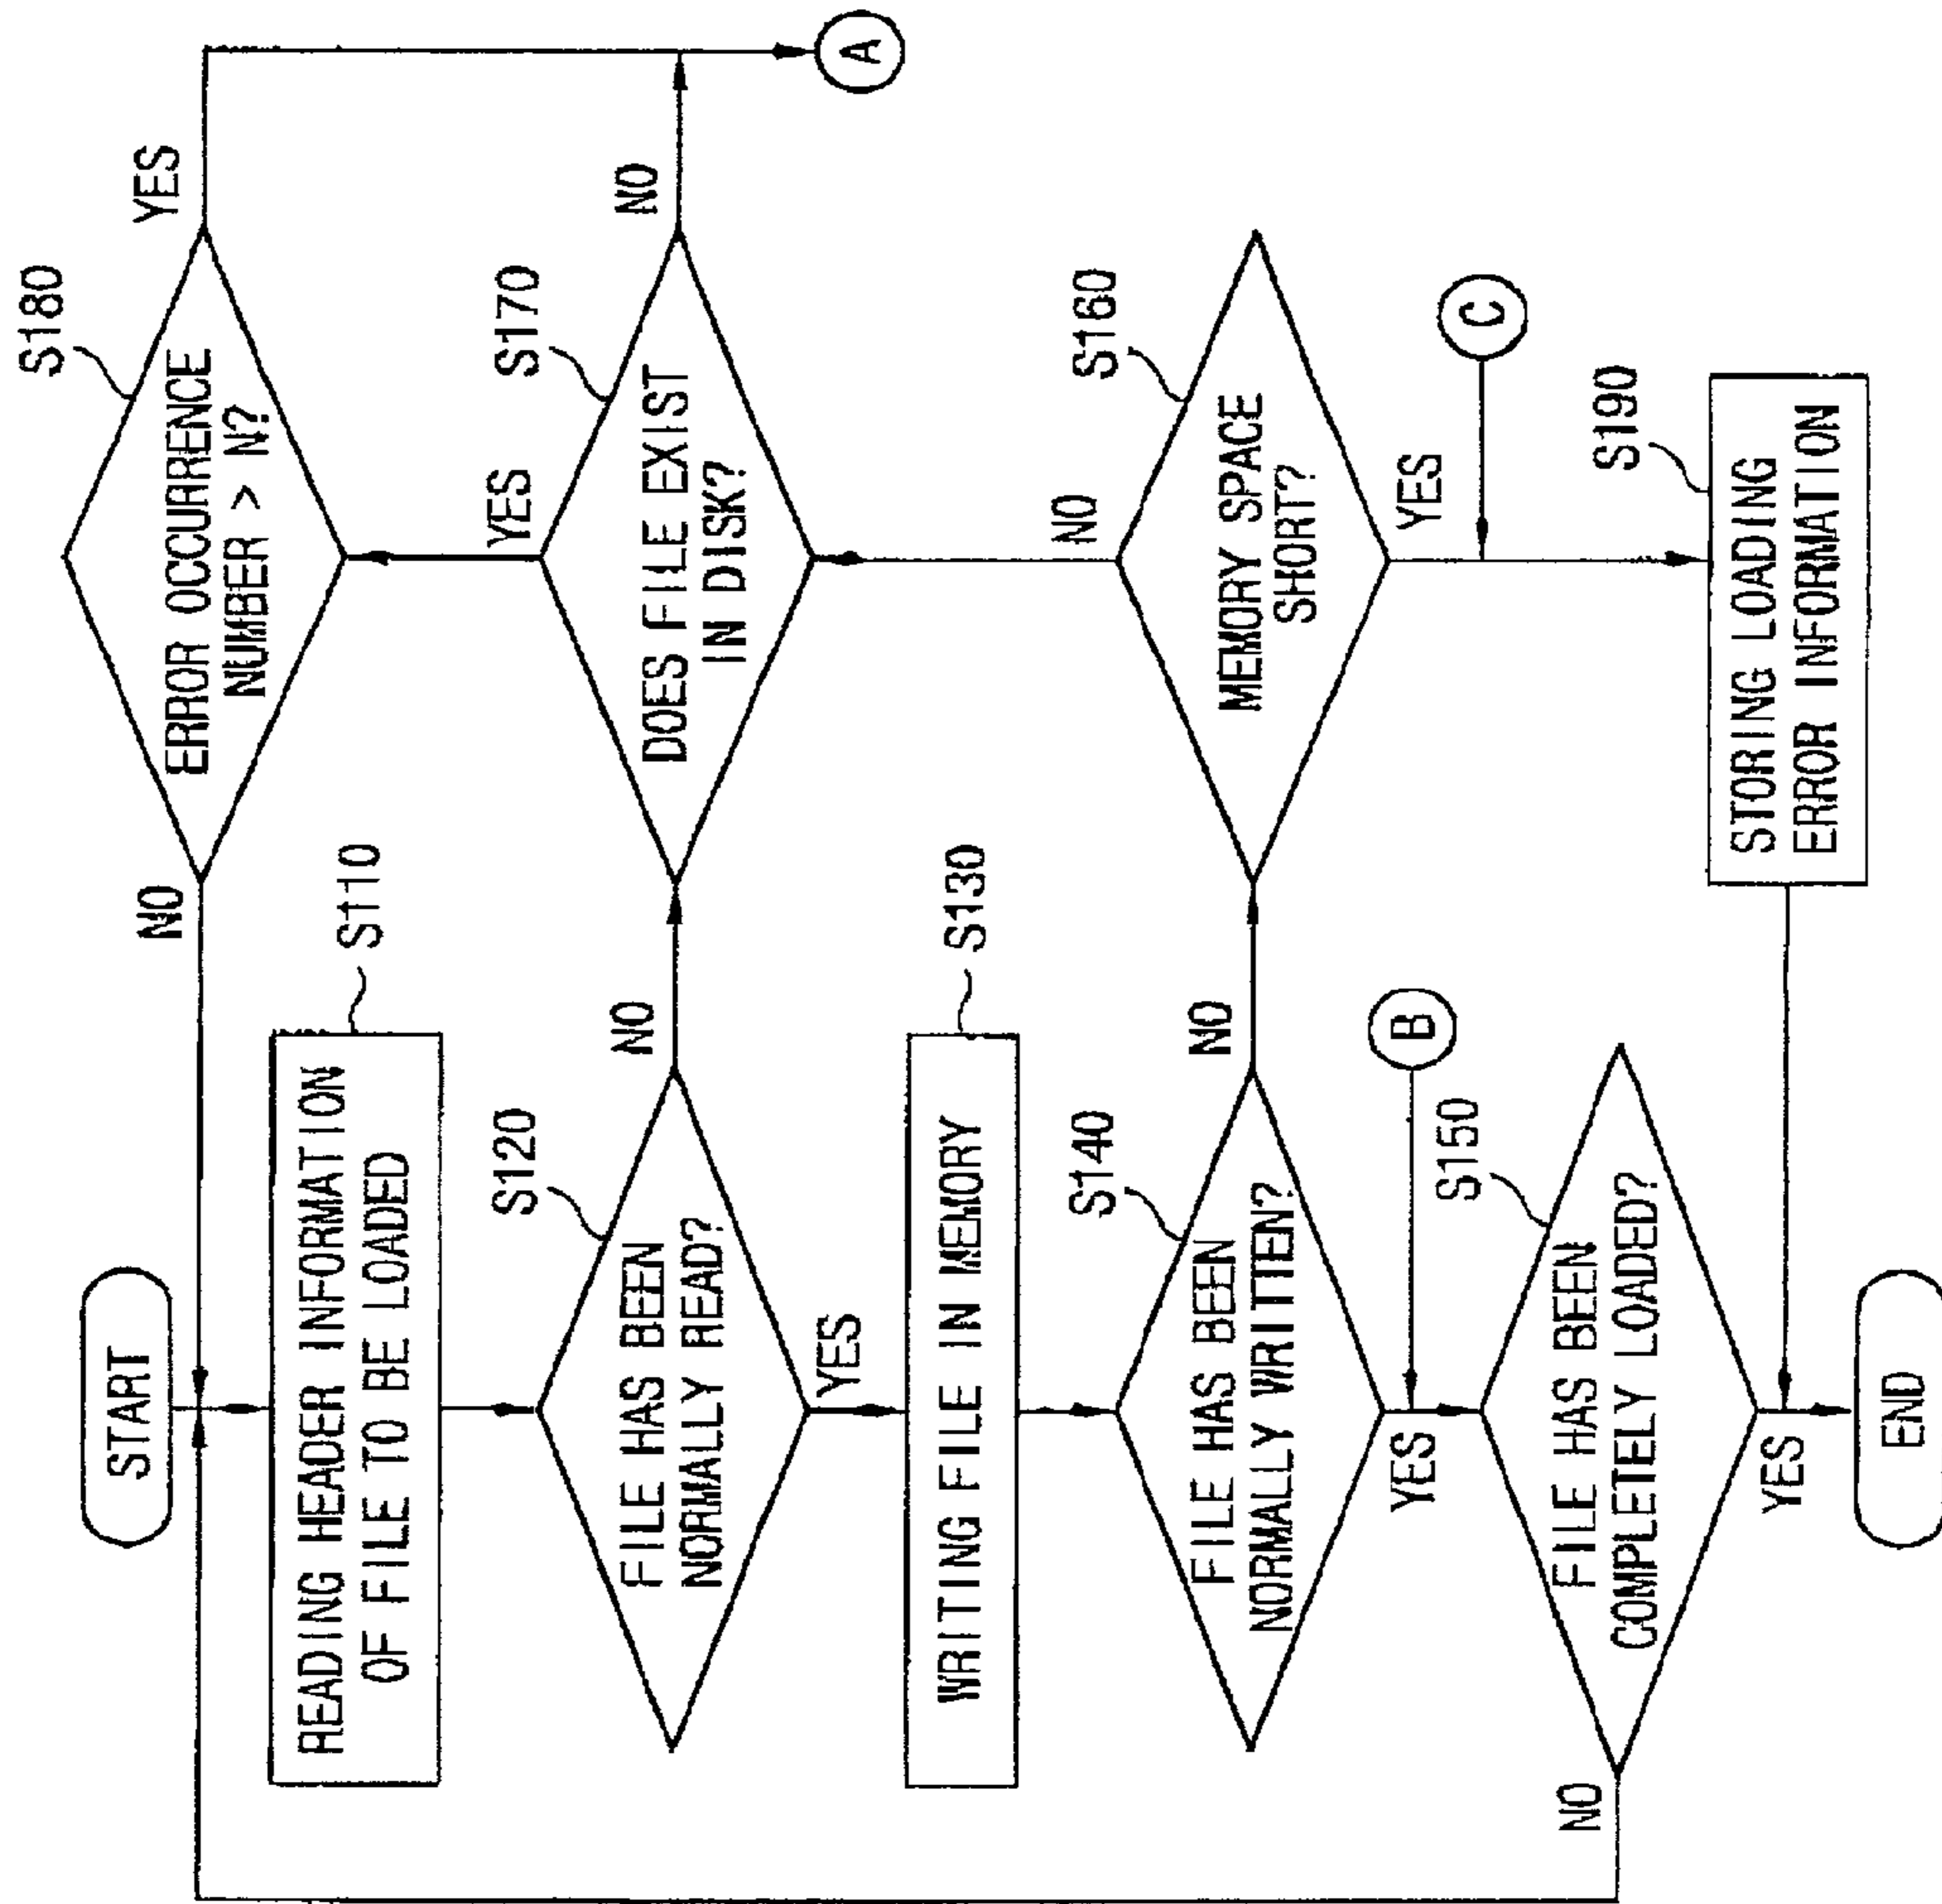 START
READING HEADER INFORMATION
OF FILE TO BE LOADED
S110
FILE HAS BEEN
NORMALLY READ?
S120
NO
YES
WRITING FILE IN MEMORY
S130
FILE HAS BEEN
NORMALLY WRITTEN?
S140
NO
YES
B
FILE HAS BEEN
COMPLETELY LOADED?
S150
NO
YES
END
ERROR OCCURRENCE
NUMBER > N?
S180
NO
YES
DOES FILE EXIST
IN DISK?
S170
YES
NO
A
MEMORY SPACE
SHORT?
S160
NO
YES
C
STORING LOADING
ERROR INFORMATION
S190